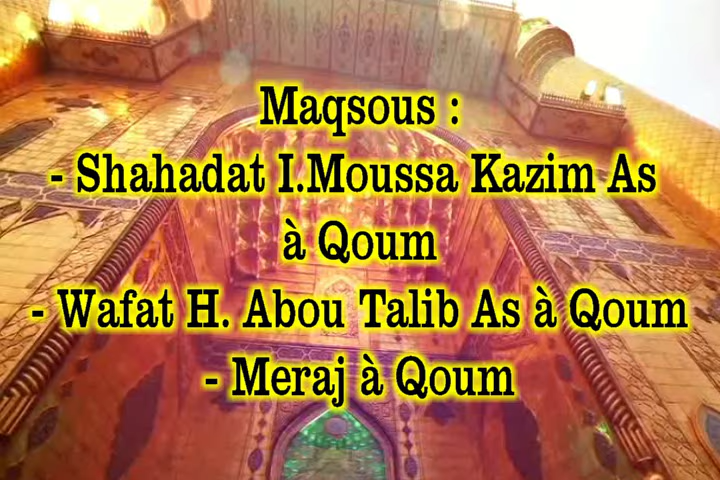 Maqsous :
- Shahadat I.Moussa Kazim As
à Qoum
- Wafat H. Abou Talib As à Qoum
- Meraj à Qoum